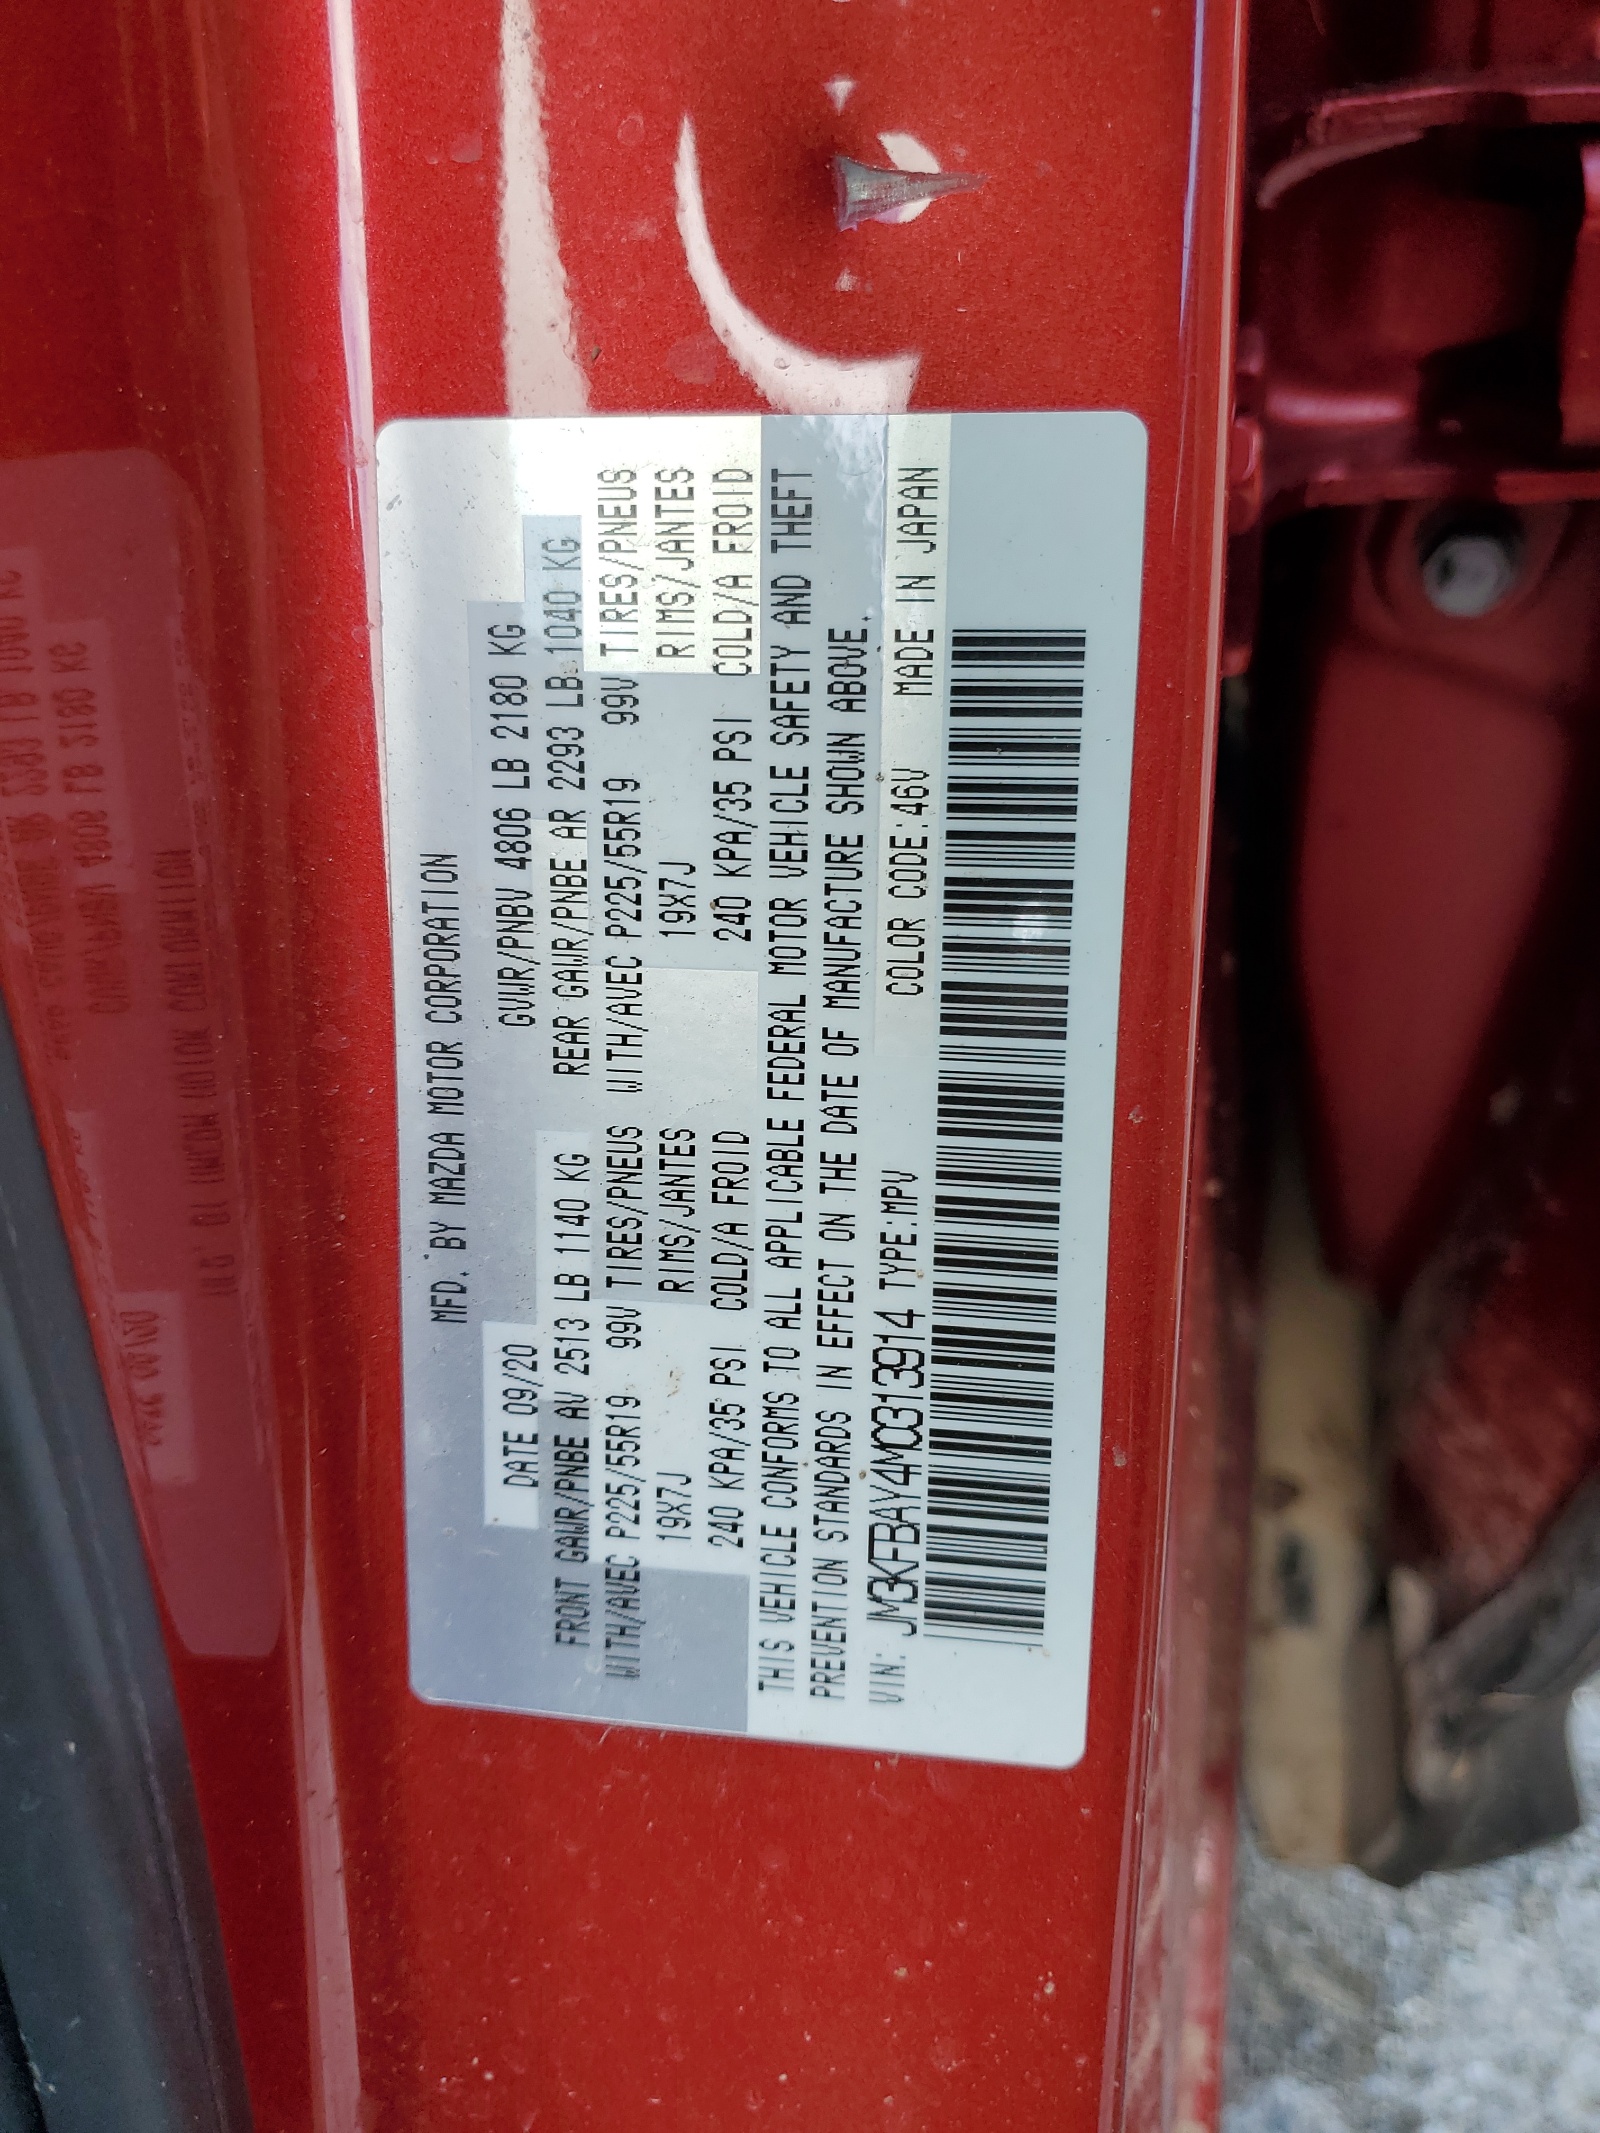 MFD. BY MAZDA MOTOR CORPORATION
DATE 09/20 GVWR/PNBV 4806 LB 2180 KG
FRONT GAWR/PNBE AV 2513 LB 1140 KG REAR GAWR/PNBE AR 2293 LB 1040 KG
WITH/AVEC P225/55R19 99V TIRES/PNEUS WITH/AVEC P225/55R19 99V TIRES/PNEUS
19X7J RIMS/JANTES 19X7J RIMS/JANTES
240 KPA/35 PSI COLD/A FROID 240 KPA/35 PSI COLD/A FROID
THIS VEHICLE CONFORMS TO ALL APPLICABLE FEDERAL MOTOR VEHICLE SAFETY AND THEFT
PREVENTION STANDARDS IN EFFECT ON THE DATE OF MANUFACTURE SHOWN ABOVE.
VIN: JM3KFBAY4M0313914 TYPE:MPV COLOR CODE:46V MADE IN JAPAN